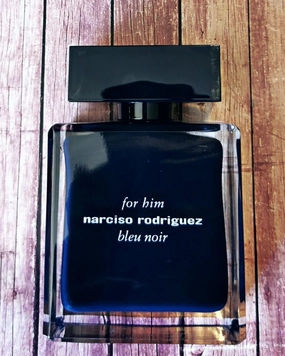 for him
narciso rodriguez
bleu noir